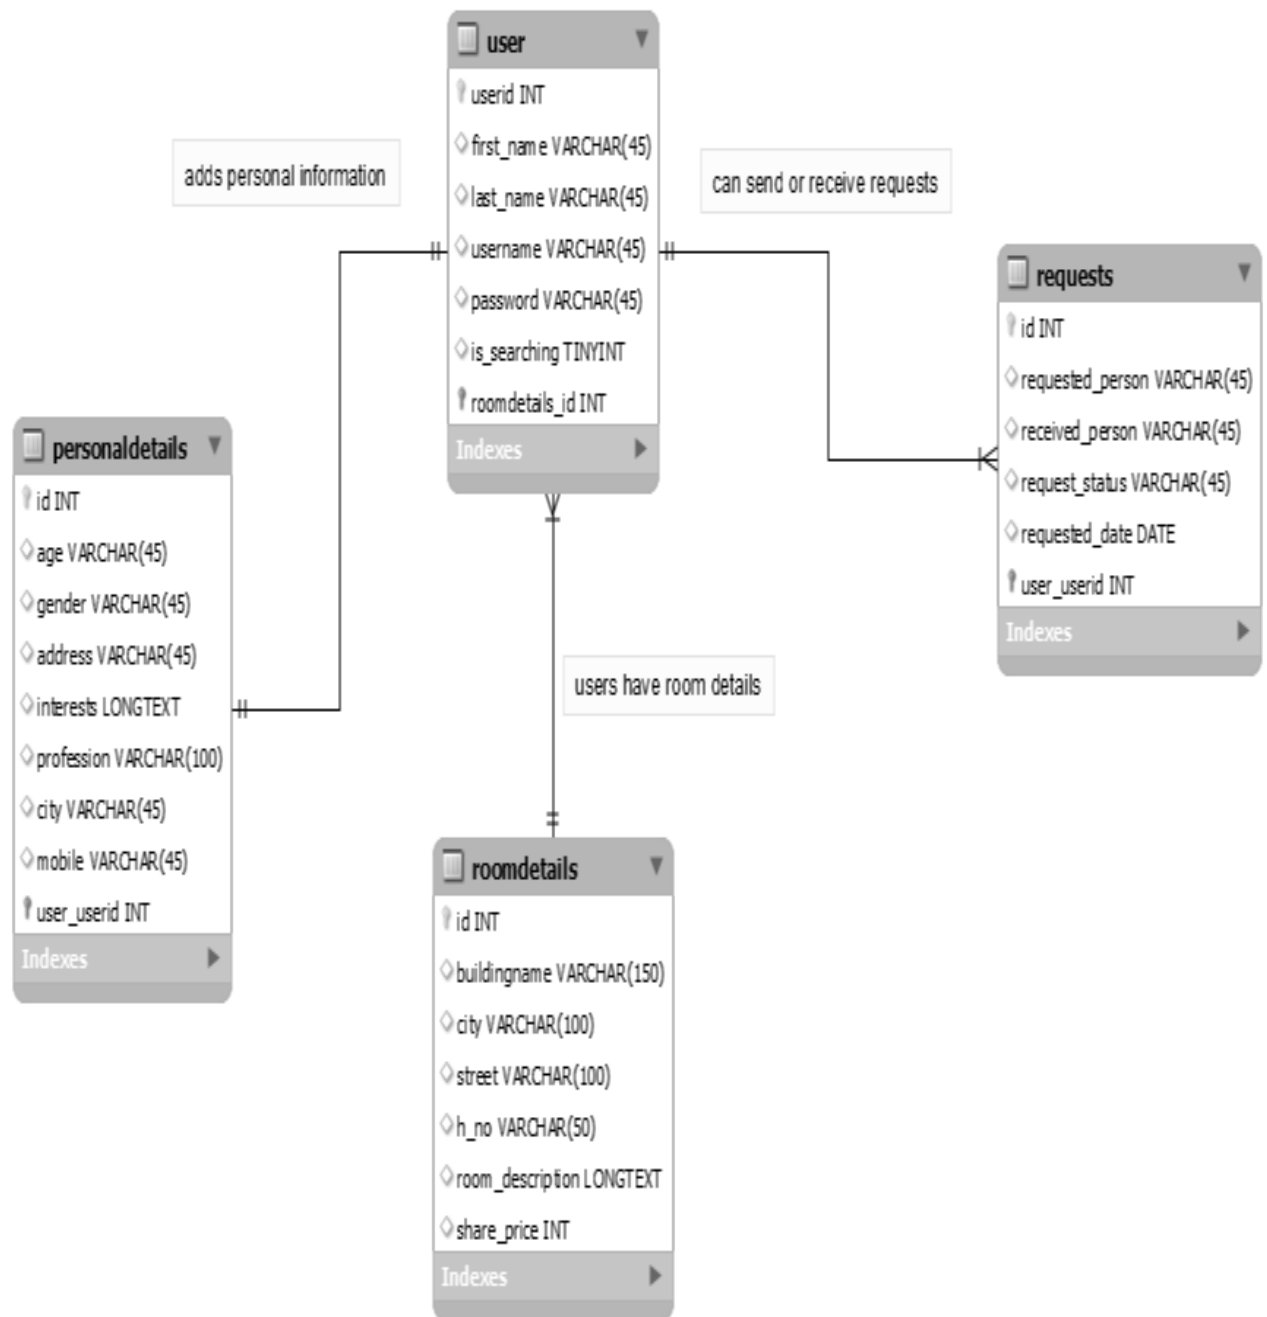 user
userid INT
first_name VARCHAR(45)
last_name VARCHAR(45)
username VARCHAR(45)
password VARCHAR(45)
is_searching TINYINT
roomdetails_id INT
Indexes
adds personal information
can send or receive requests
requests
id INT
requested_person VARCHAR(45)
received_person VARCHAR(45)
request_status VARCHAR(45)
requested_date DATE
user_userid INT
Indexes
personaldetails
id INT
age VARCHAR(45)
gender VARCHAR(45)
address VARCHAR(45)
interests LONGTEXT
profession VARCHAR(100)
city VARCHAR(45)
mobile VARCHAR(45)
user_userid INT
Indexes
users have room details
roomdetails
id INT
buildingname VARCHAR(150)
city VARCHAR(100)
street VARCHAR(100)
h_no VARCHAR(50)
room_description LONGTEXT
share_price INT
Indexes